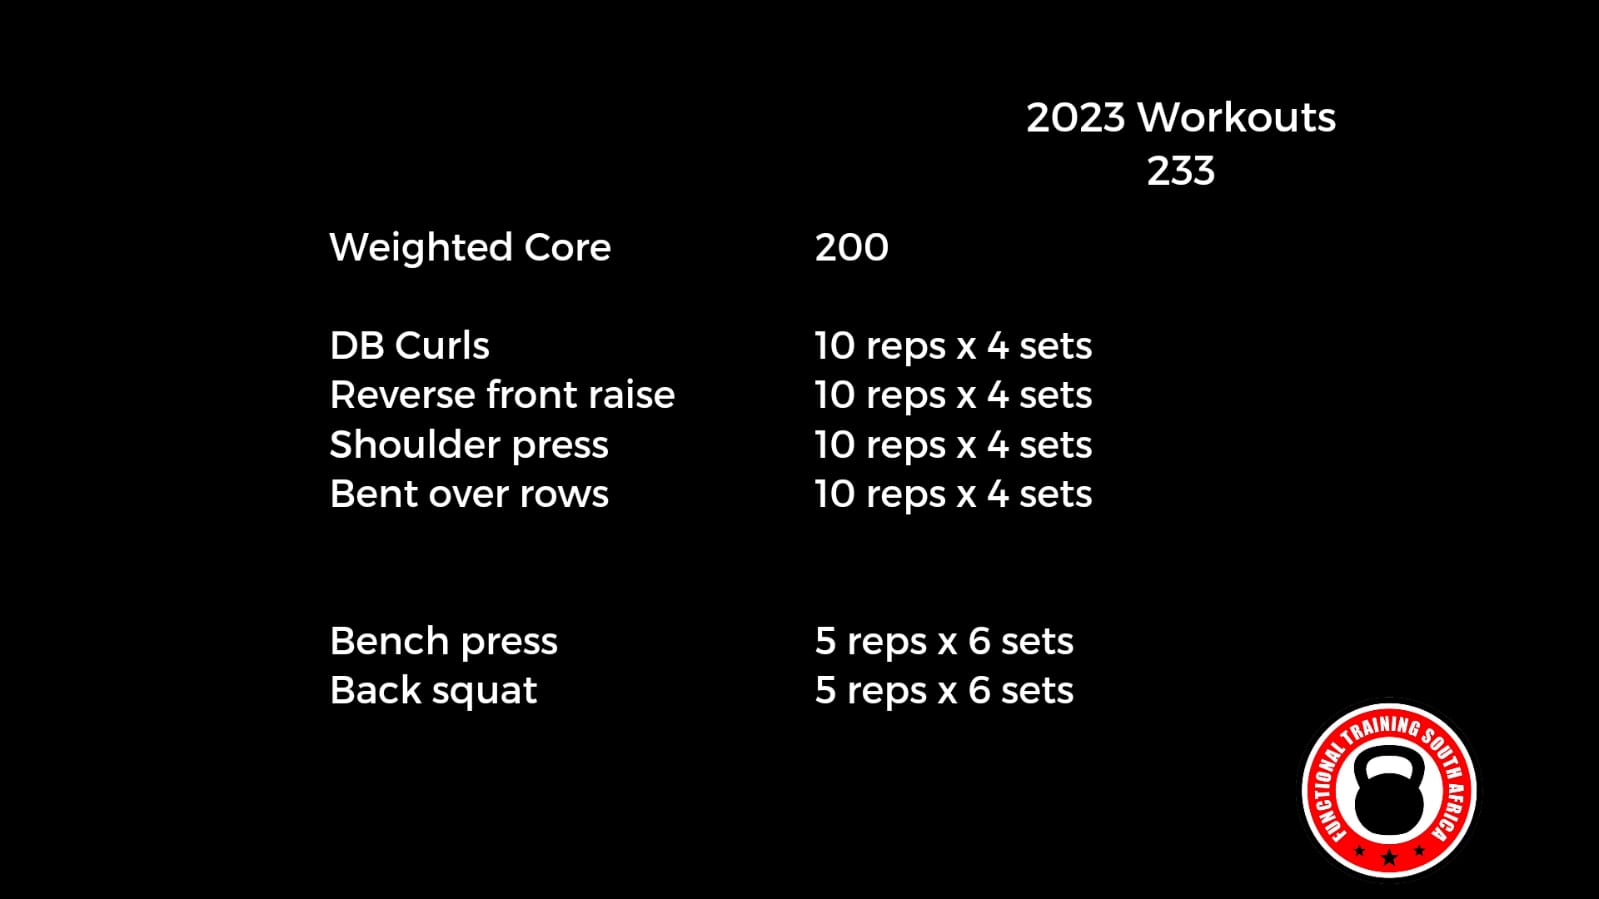 2023 Workouts
233
Weighted Core 200
DB Curls 10 reps x 4 sets
Reverse front raise 10 reps x 4 sets
Shoulder press 10 reps x 4 sets
Bent over rows 10 reps x 4 sets
Bench press 5 reps x 6 sets
Back squat 5 reps x 6 sets
FUNCTIONAL TRAINING SOUTH AFRICA